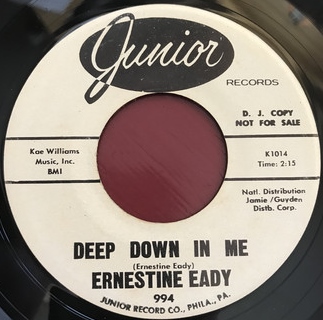 Junior
RECORDS
D. J. COPY
NOT FOR SALE
Kae Williams
Music, Inc.
BMI
K1014
Time: 2:15
Natl. Distribution
Jamie/Guyden
Distb. Corp.
DEEP DOWN IN ME
(Ernestine Eady)
ERNESTINE EADY
994
JUNIOR RECORD CO., PHILA., PA.